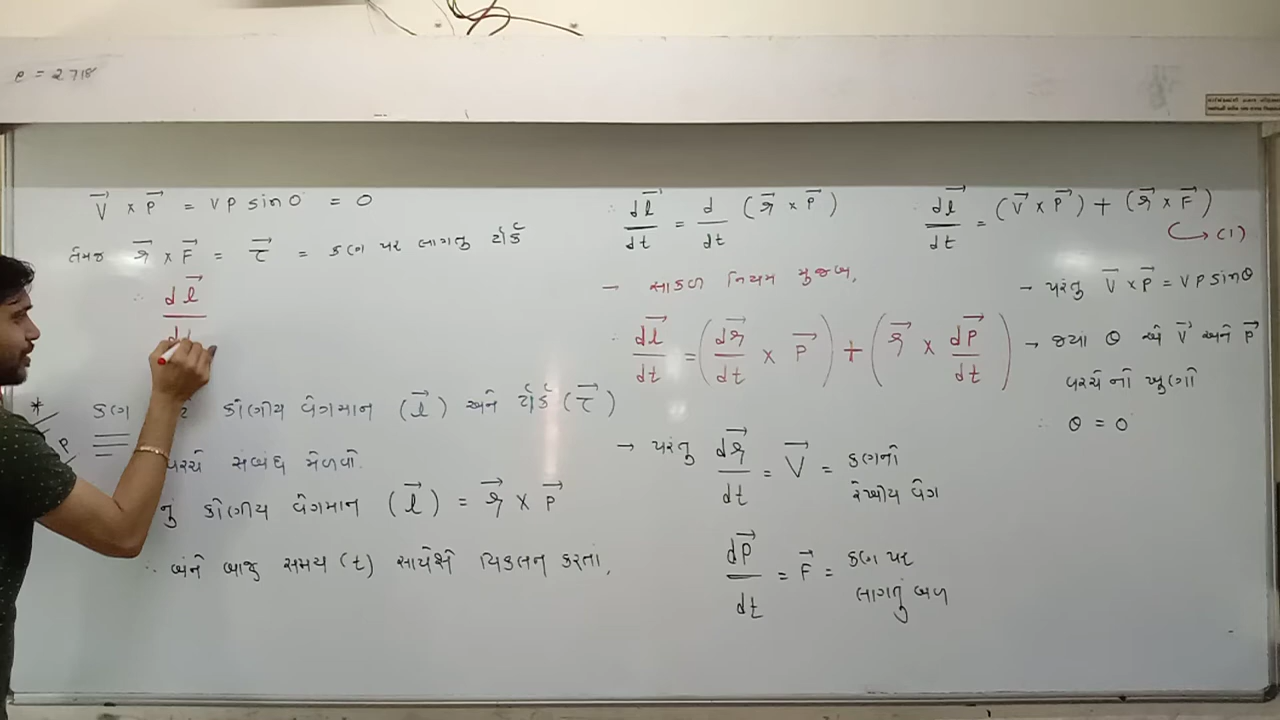 e = 2.718
* કણ માટે કોણીય વેગમાન (l⃗) અને ટૉર્ક (τ⃗)
વચ્ચે સંબંધ મેળવો.
નું કોણીય વેગમાન (l⃗) = r⃗ × P⃗
∴ બંને બાજુ સમય (t) સાપેક્ષે વિકલન કરતા,
∴ dl⃗/dt = d/dt (r⃗ × P⃗)
→ સાકળ નિયમ મુજબ,
∴ dl⃗/dt = (dr⃗/dt × P⃗) + (r⃗ × dP⃗/dt)
→ પરંતુ dr⃗/dt = V⃗ = કણનો રેખીય વેગ
dP⃗/dt = F⃗ = કણ પર લાગતું બળ
∴ dl⃗/dt = (V⃗ × P⃗) + (r⃗ × F⃗) → (1)
→ પરંતુ V⃗ × P⃗ = VP sinθ
→ જ્યાં θ એ V⃗ અને P⃗
વચ્ચે નો ખુણો
∴ θ = 0
V⃗ × P⃗ = VP sin 0 = 0
તેમજ r⃗ × F⃗ = τ⃗ = કણ પર લાગતુ ટૉર્ક
∴ dl⃗/dt